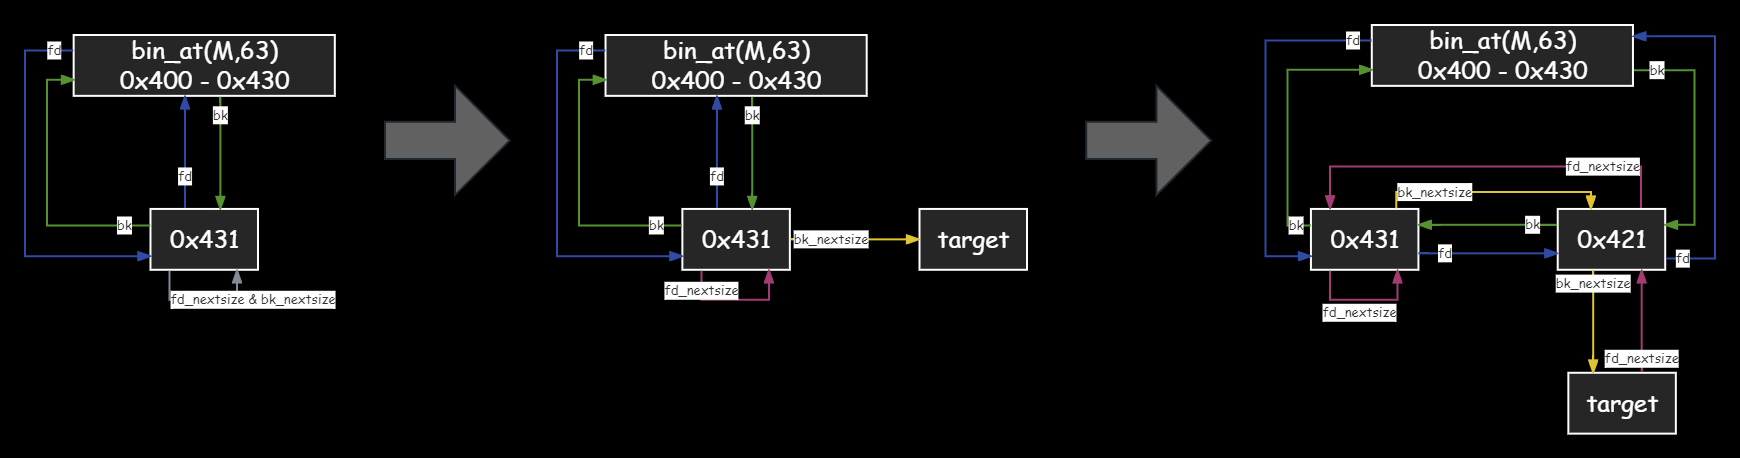 fd
bin_at(M,63)
0x400 - 0x430
bk
fd
bk
0x431
fd_nextsize & bk_nextsize
fd
bin_at(M,63)
0x400 - 0x430
bk
fd
bk
0x431
bk_nextsize
target
fd_nextsize
fd
bin_at(M,63)
0x400 - 0x430
bk
fd_nextsize
bk_nextsize
bk
0x431
bk
fd
0x421
fd
bk_nextsize
fd_nextsize
fd_nextsize
target